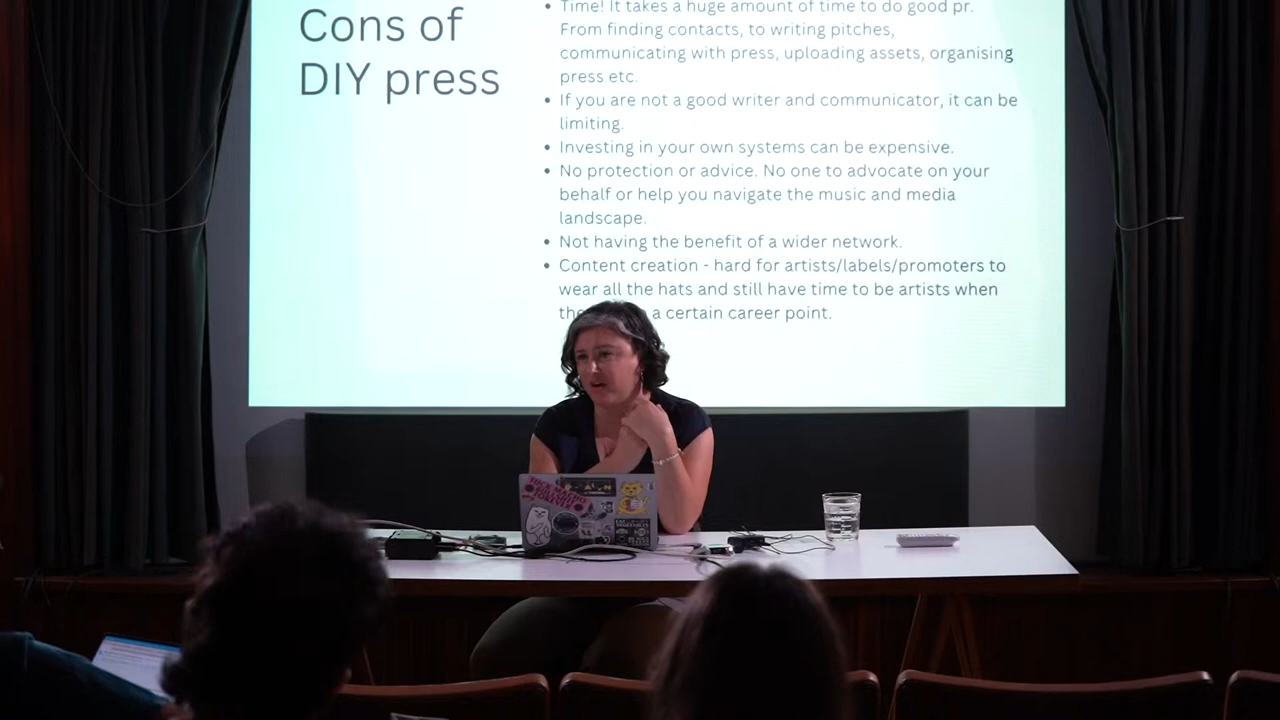 Cons of
DIY press
• Time! It takes a huge amount of time to do good pr.
From finding contacts, to writing pitches,
communicating with press, uploading assets, organising
press etc.
• If you are not a good writer and communicator, it can be
limiting.
• Investing in your own systems can be expensive.
• No protection or advice. No one to advocate on your
behalf or help you navigate the music and media
landscape.
• Not having the benefit of a wider network.
• Content creation - hard for artists/labels/promoters to
wear all the hats and still have time to be artists when
a certain career point.
FOREVER